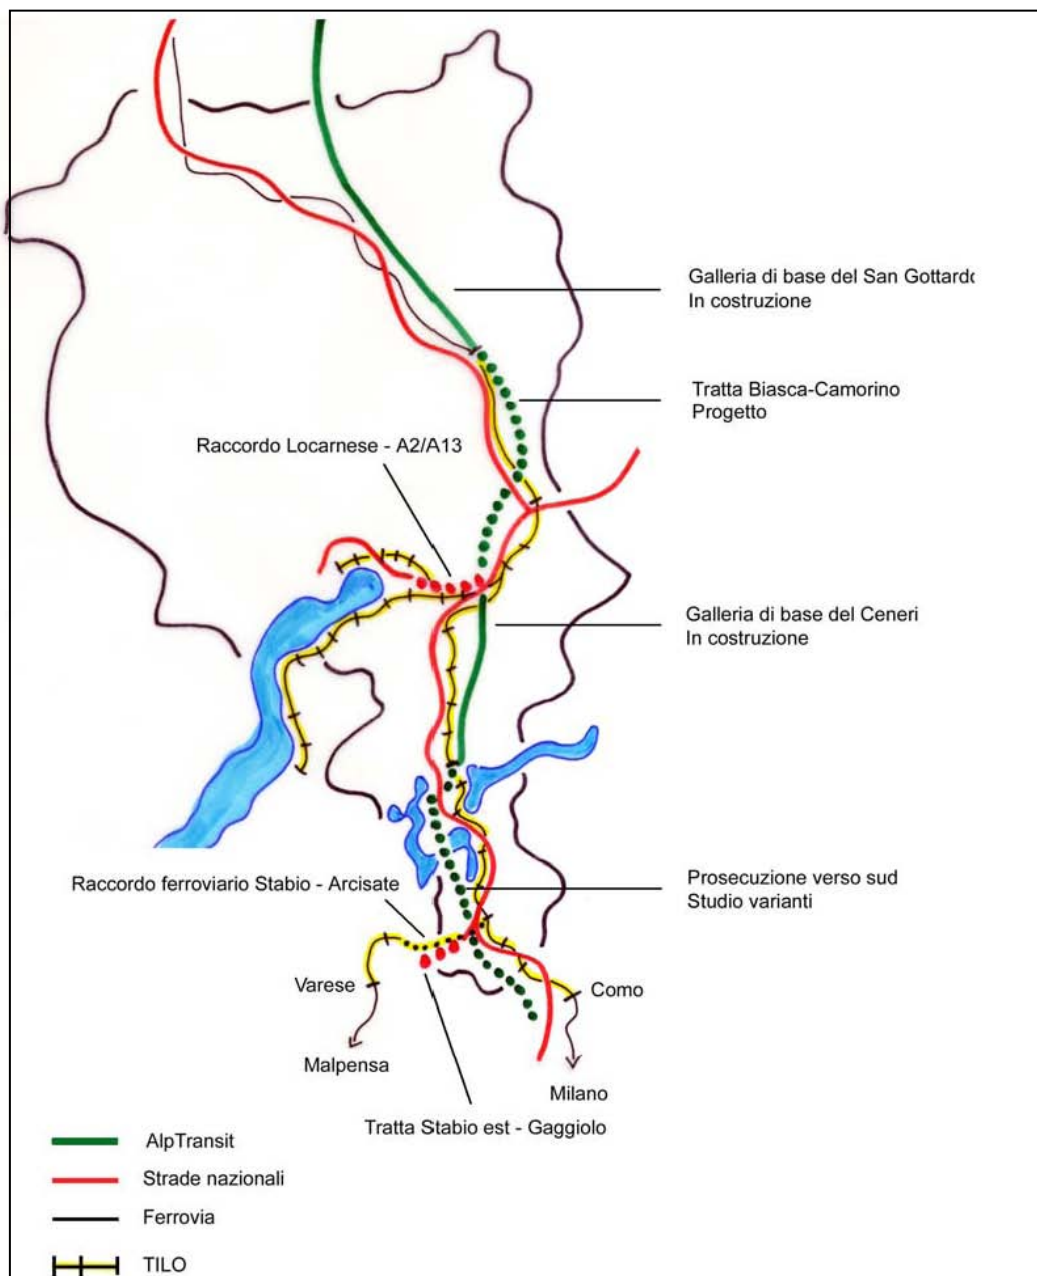 Galleria di base del San Gottardo
In costruzione
Tratta Biasca-Camorino
Progetto
Raccordo Locarnese - A2/A13
Galleria di base del Ceneri
In costruzione
Raccordo ferroviario Stabio - Arcisate
Prosecuzione verso sud
Studio varianti
Varese
Como
Malpensa
Milano
Tratta Stabio est - Gaggiolo
AlpTransit
Strade nazionali
Ferrovia
TILO